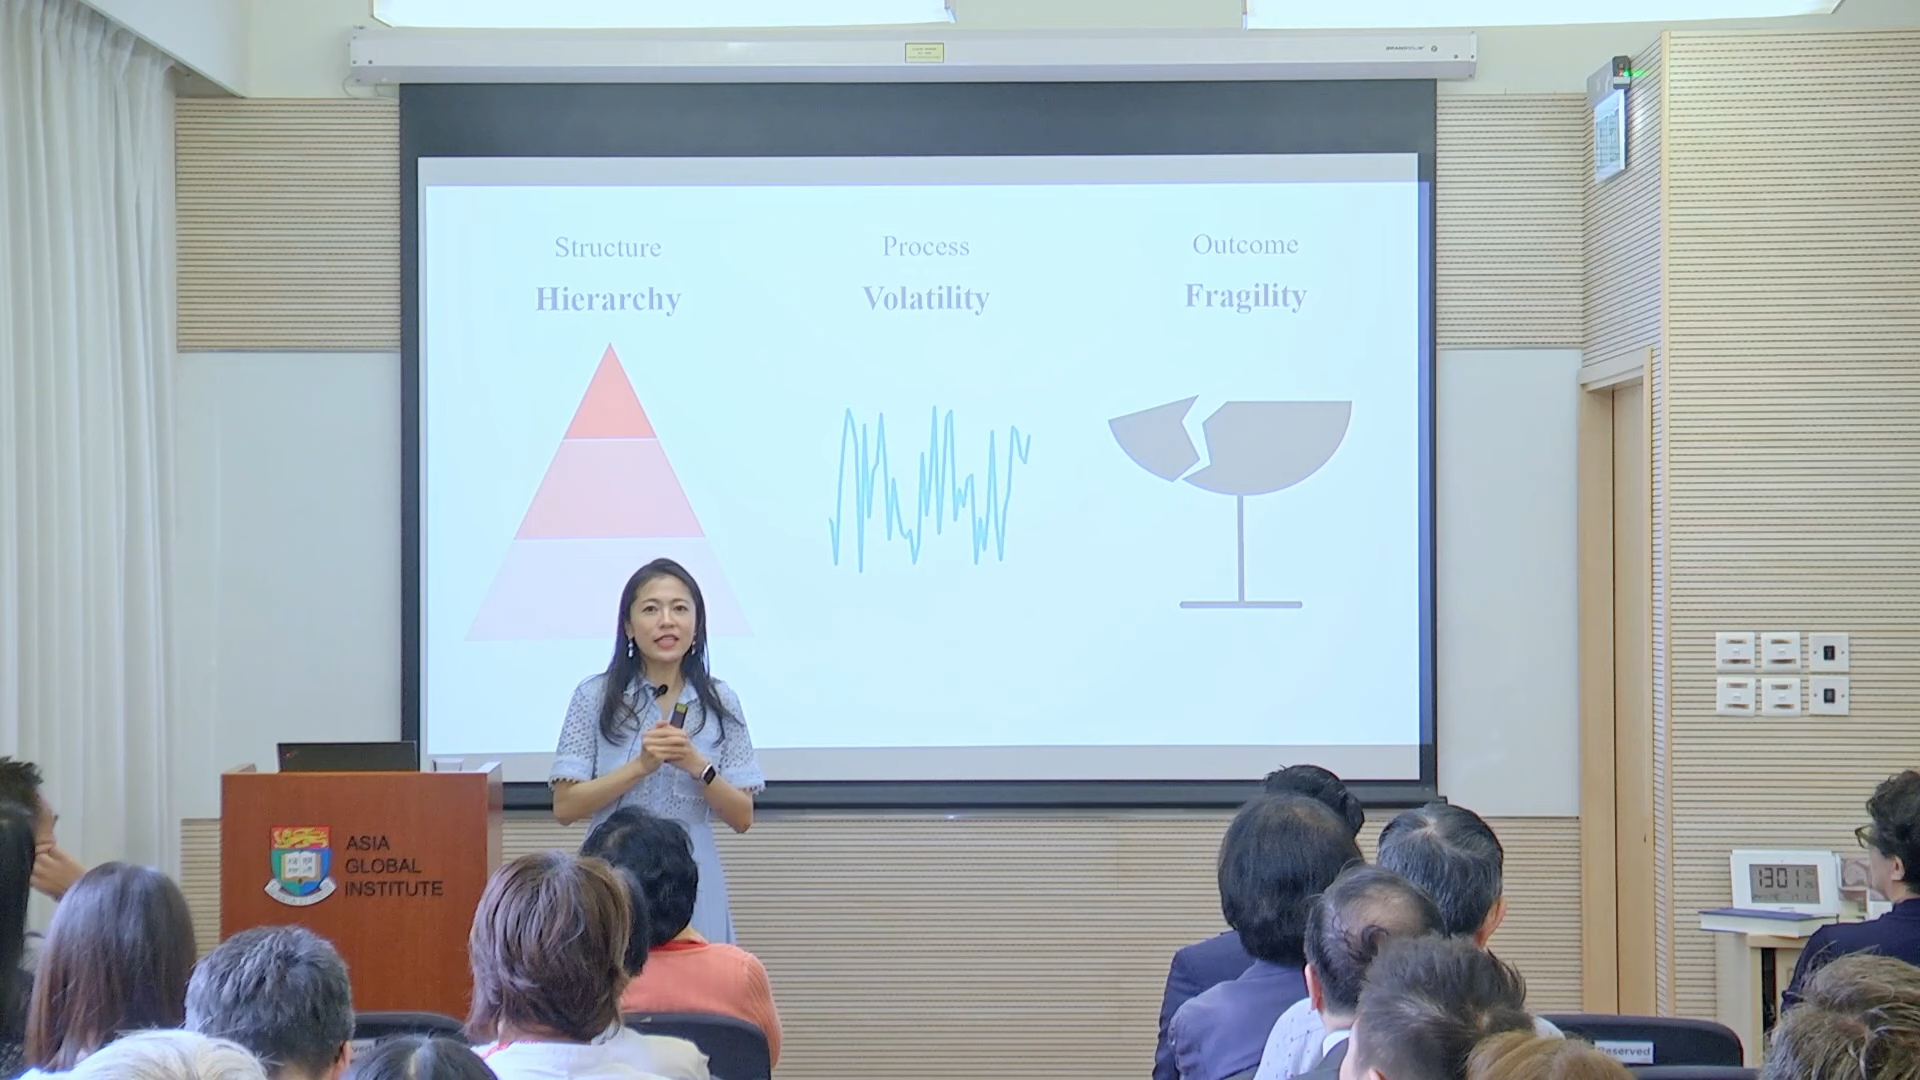 Structure
Hierarchy
Process
Volatility
Outcome
Fragility
ASIA
GLOBAL
INSTITUTE
1301
Reserved